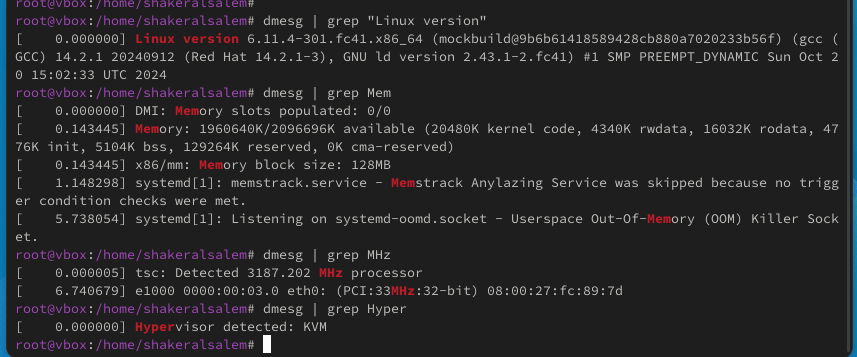 root@vbox:/home/shakeralsalem#
root@vbox:/home/shakeralsalem# dmesg | grep "Linux version"
[    0.000000] Linux version 6.11.4-301.fc41.x86_64 (mockbuild@9b6b61418589428cb880a7020233b56f) (gcc (
GCC) 14.2.1 20240912 (Red Hat 14.2.1-3), GNU ld version 2.43.1-2.fc41) #1 SMP PREEMPT_DYNAMIC Sun Oct 2
0 15:02:33 UTC 2024
root@vbox:/home/shakeralsalem# dmesg | grep Mem
[    0.000000] DMI: Memory slots populated: 0/0
[    0.143445] Memory: 1960640K/2096696K available (20480K kernel code, 4340K rwdata, 16032K rodata, 47
76K init, 5104K bss, 129264K reserved, 0K cma-reserved)
[    0.143445] x86/mm: Memory block size: 128MB
[    1.148298] systemd[1]: memstrack.service - Memstrack Anylazing Service was skipped because no trigg
er condition checks were met.
[    5.738054] systemd[1]: Listening on systemd-oomd.socket - Userspace Out-Of-Memory (OOM) Killer Sock
et.
root@vbox:/home/shakeralsalem# dmesg | grep MHz
[    0.000005] tsc: Detected 3187.202 MHz processor
[    6.740679] e1000 0000:00:03.0 eth0: (PCI:33MHz:32-bit) 08:00:27:fc:89:7d
root@vbox:/home/shakeralsalem# dmesg | grep Hyper
[    0.000000] Hypervisor detected: KVM
root@vbox:/home/shakeralsalem#